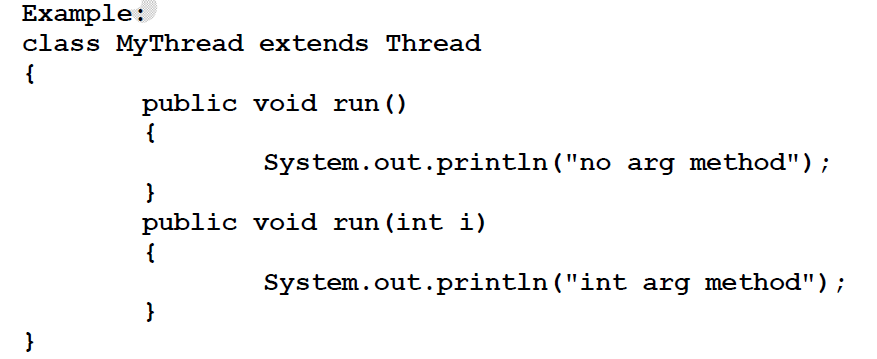 Example:
class MyThread extends Thread
{
public void run()
{
System.out.println("no arg method");
}
public void run(int i)
{
System.out.println("int arg method");
}
}